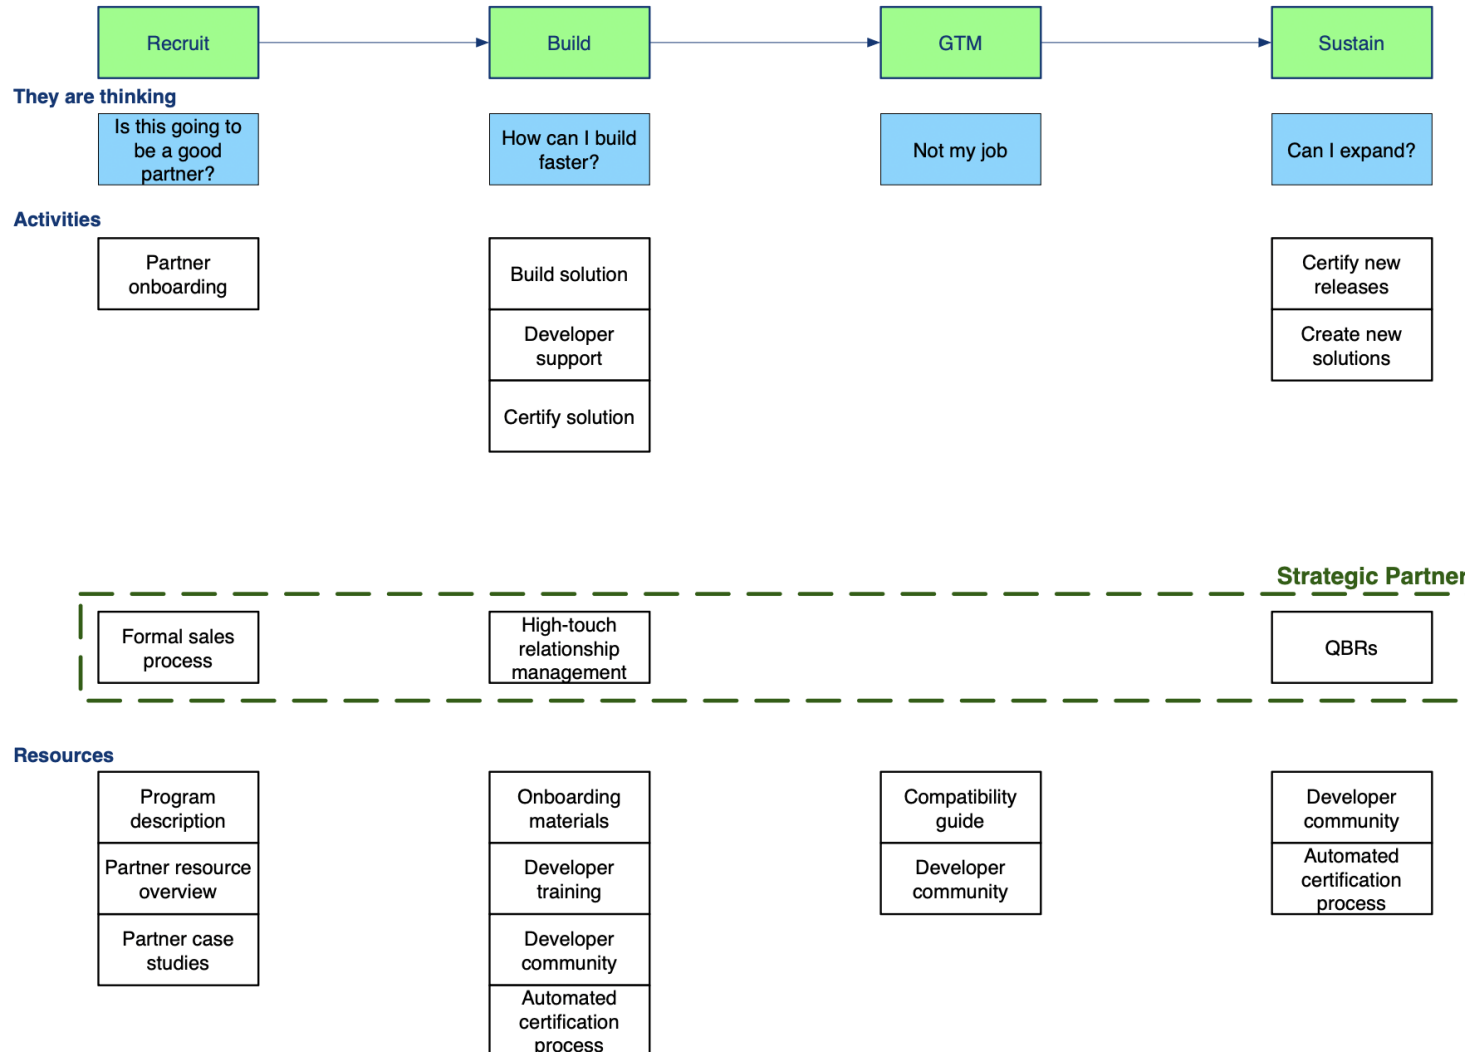 Recruit
Build
GTM
Sustain
They are thinking
Is this going to
be a good
partner?
How can I build
faster?
Not my job
Can I expand?
Activities
Partner
onboarding
Build solution
Developer
support
Certify solution
Certify new
releases
Create new
solutions
Strategic Partner
Formal sales
process
High-touch
relationship
management
QBRs
Resources
Program
description
Partner resource
overview
Partner case
studies
Onboarding
materials
Developer
training
Developer
community
Automated
certification
process
Compatibility
guide
Developer
community
Developer
community
Automated
certification
process